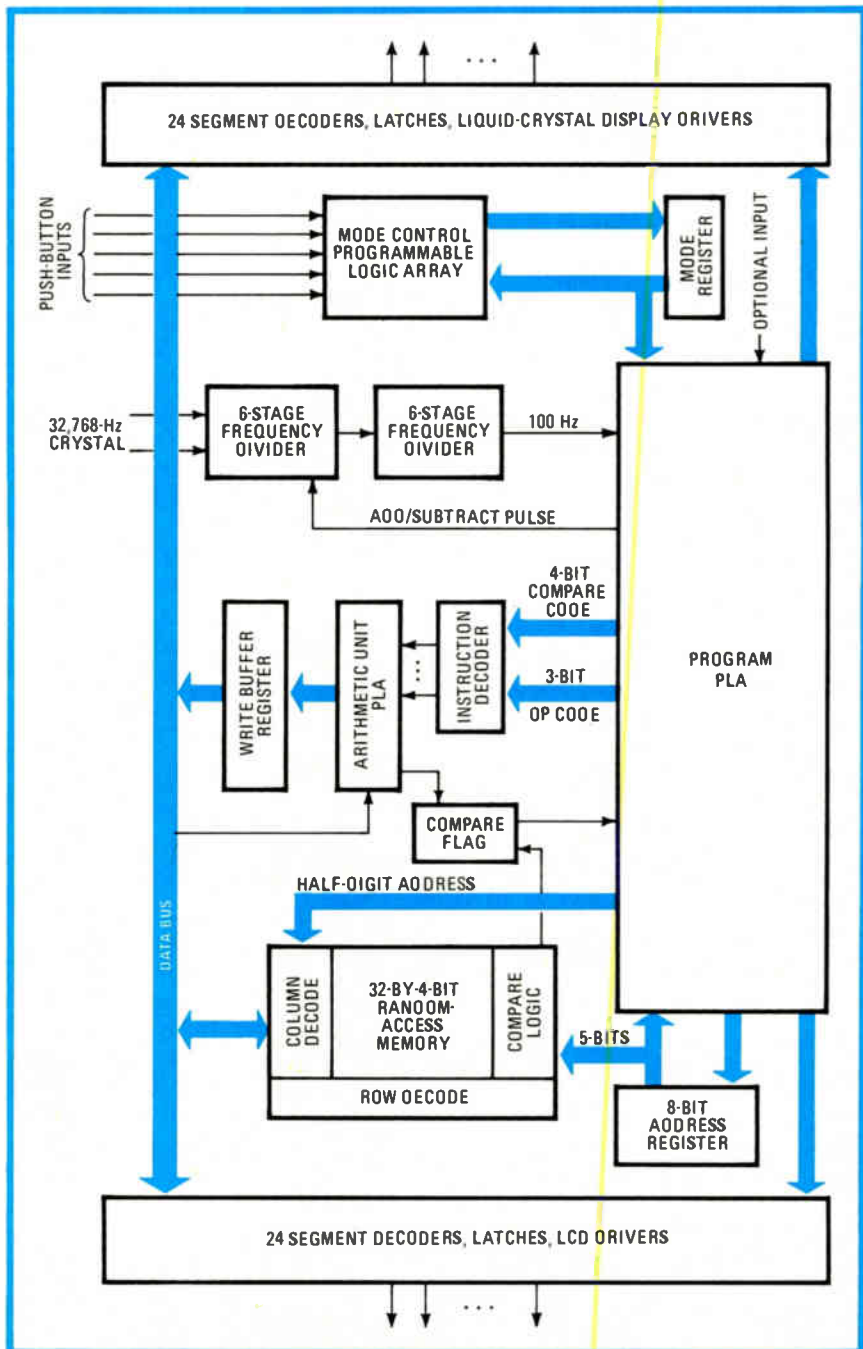 24 SEGMENT OECODERS, LATCHES, LIQUID-CRYSTAL DISPLAY ORIVERS
PUSH-BUTTON
INPUTS
MODE CONTROL
PROGRAMMABLE
LOGIC ARRAY
MODE
REGISTER
OPTIONAL INPUT
32,768-Hz
CRYSTAL
6-STAGE
FREQUENCY
OIVIDER
6-STAGE
FREQUENCY
OIVIDER
100 Hz
AOO/SUBTRACT PULSE
WRITE BUFFER
REGISTER
ARITHMETIC UNIT
PLA
INSTRUCTION
DECODER
4-BIT
COMPARE
COOE
3-BIT
OP COOE
PROGRAM
PLA
COMPARE
FLAG
HALF-OIGIT AODRESS
DATA BUS
COLUMN
DECODE
32-BY-4-BIT
RANOOM-
ACCESS
MEMORY
COMPARE
LOGIC
ROW OECODE
5-BITS
8-BIT
AODRESS
REGISTER
24 SEGMENT DECODERS, LATCHES, LCD ORIVERS